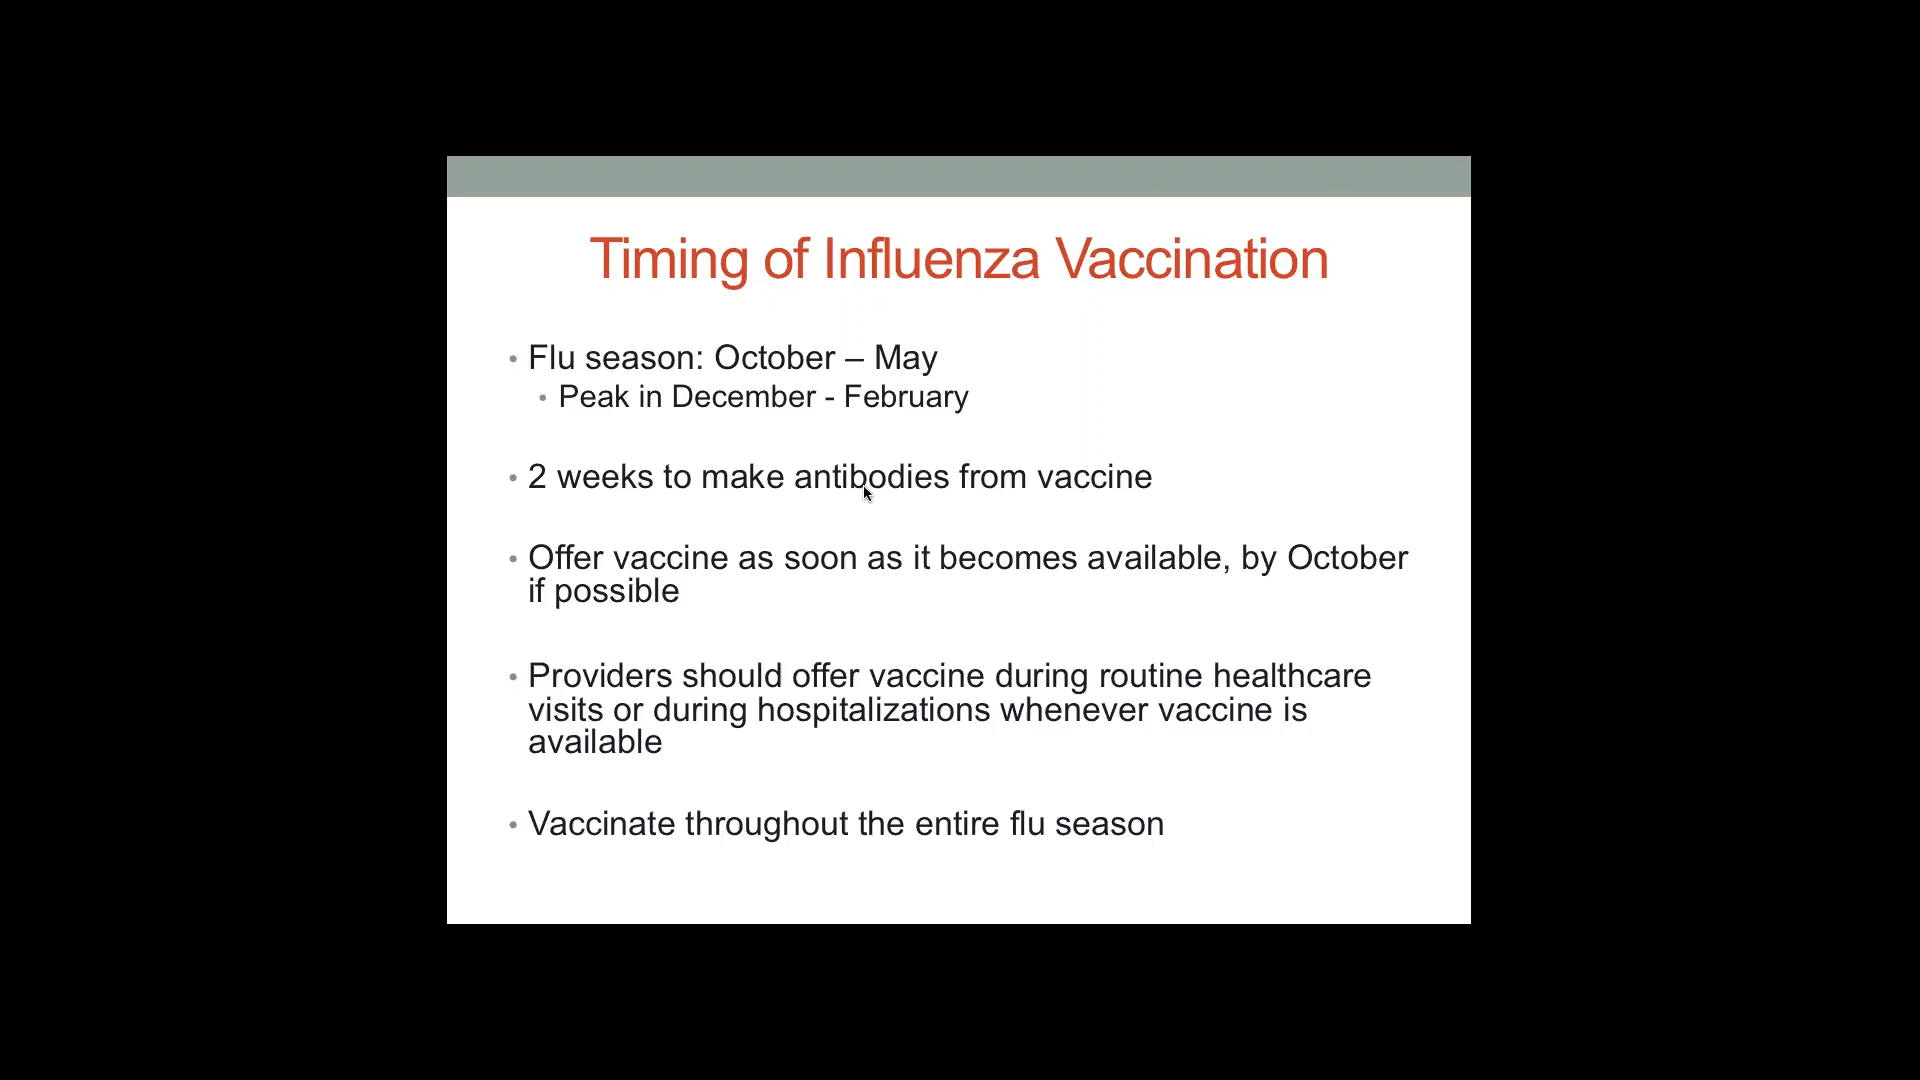 Timing of Influenza Vaccination
• Flu season: October – May
• Peak in December - February
• 2 weeks to make antibodies from vaccine
• Offer vaccine as soon as it becomes available, by October
if possible
• Providers should offer vaccine during routine healthcare
visits or during hospitalizations whenever vaccine is
available
• Vaccinate throughout the entire flu season